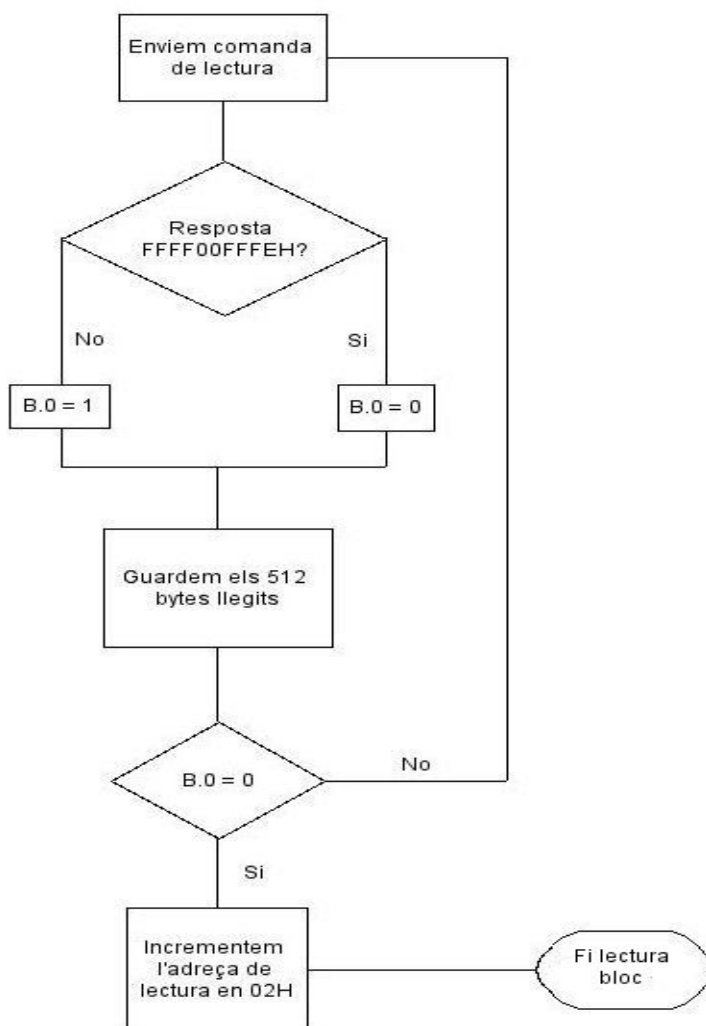 Enviem comanda
de lectura
Resposta
FFFF00FFFEH?
No
Si
B.0 = 1
B.0 = 0
Guardem els 512
bytes llegits
B.0 = 0
No
Si
Incrementem
l'adreça de
lectura en 02H
Fi lectura
bloc